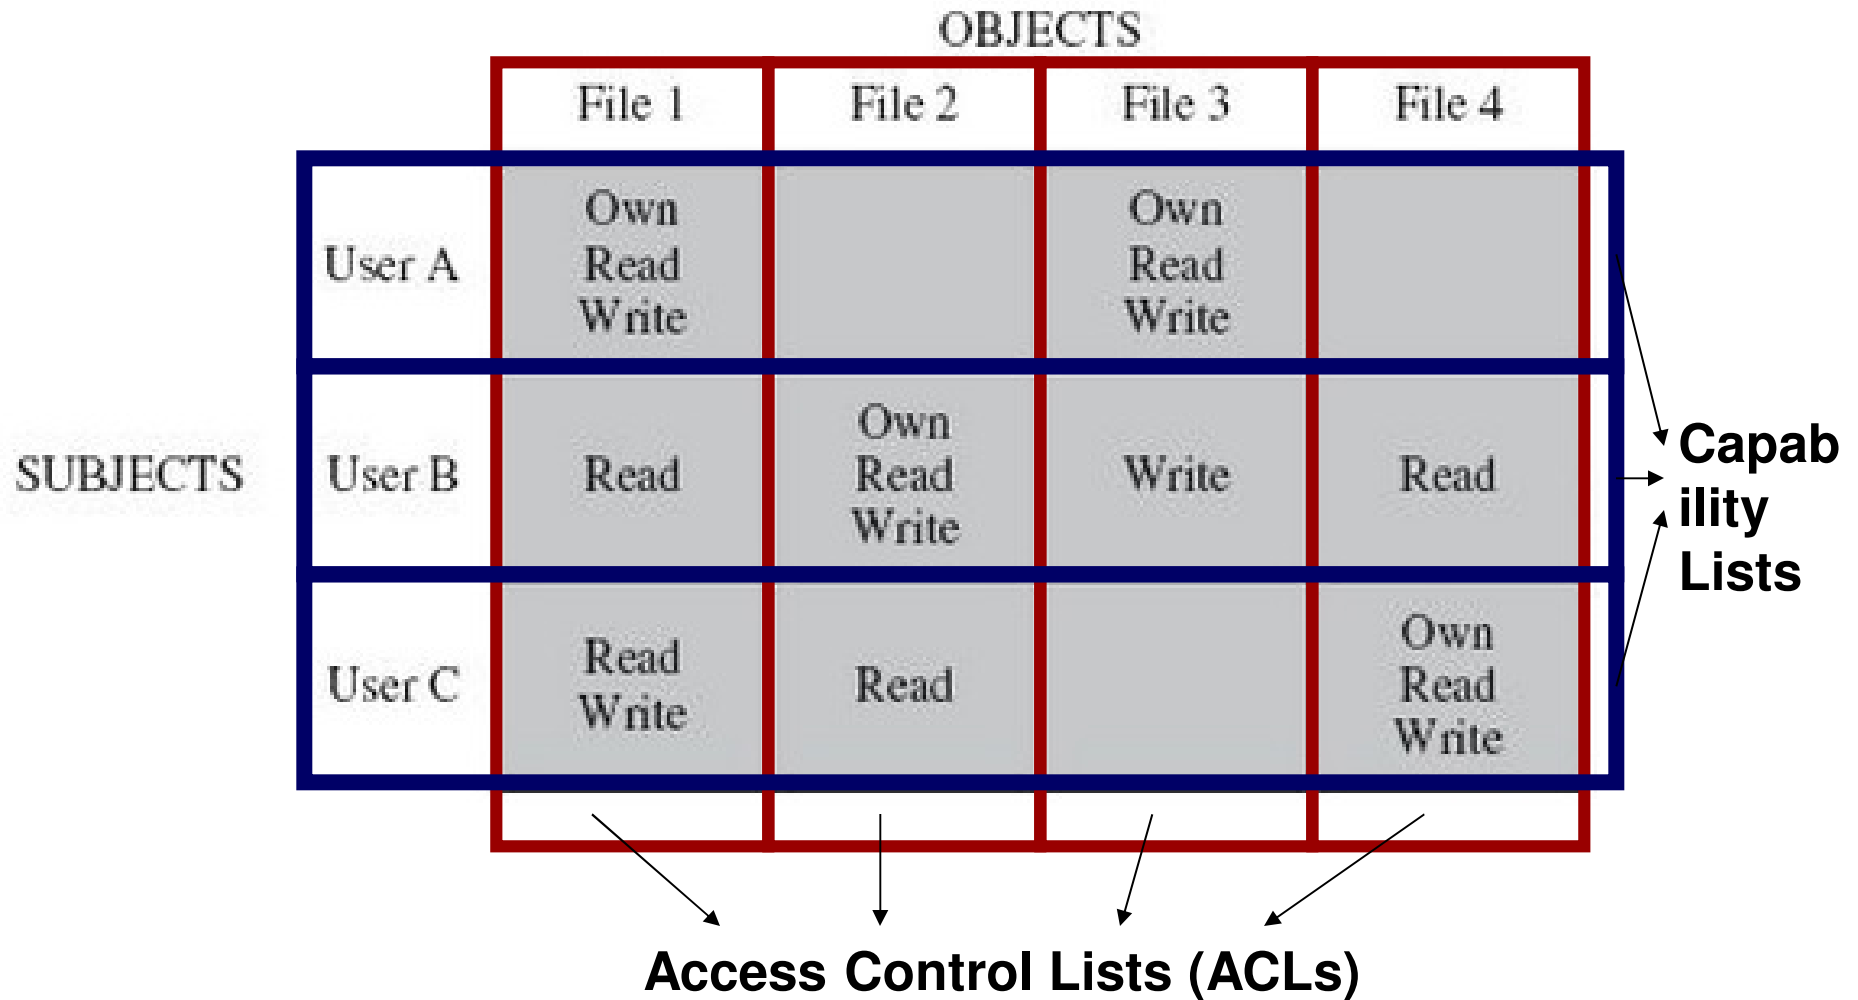 OBJECTS
File 1 File 2 File 3 File 4
User A
Own
Read
Write
Own
Read
Write
SUBJECTS
User B
Read
Own
Read
Write
Write
Read
User C
Read
Write
Read
Own
Read
Write
Capab
ility
Lists
Access Control Lists (ACLs)